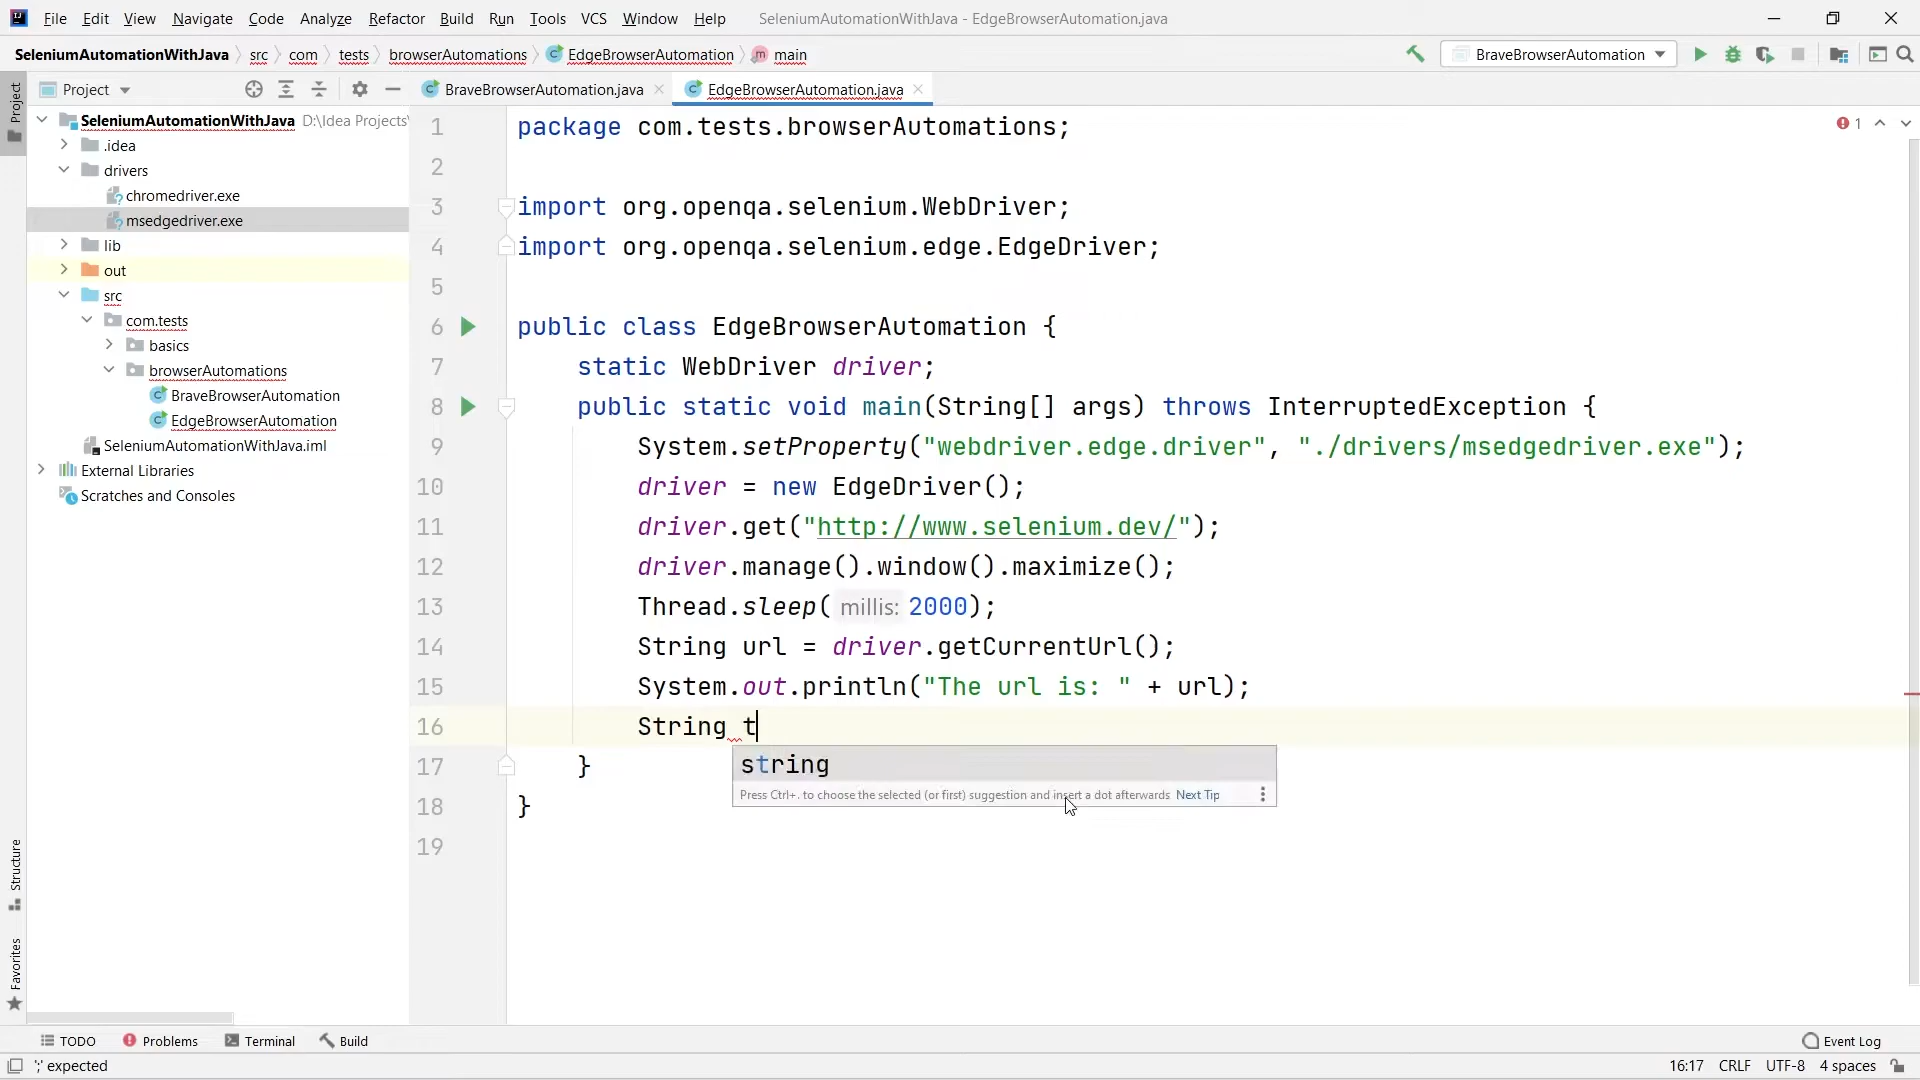 File Edit View Navigate Code Analyze Refactor Build Run Tools VCS Window Help SeleniumAutomationWithJava - EdgeBrowserAutomation.java
SeleniumAutomationWithJava src com tests browserAutomations EdgeBrowserAutomation main BraveBrowserAutomation
Project BraveBrowserAutomation.java EdgeBrowserAutomation.java
Project
SeleniumAutomationWithJava D:\Idea Projects\
.idea
drivers
chromedriver.exe
msedgedriver.exe
lib
out
src
com.tests
basics
browserAutomations
BraveBrowserAutomation
EdgeBrowserAutomation
SeleniumAutomationWithJava.iml
External Libraries
Scratches and Consoles
Structure
Favorites
1 package com.tests.browserAutomations;
2
3 import org.openqa.selenium.WebDriver;
4 import org.openqa.selenium.edge.EdgeDriver;
5
6 public class EdgeBrowserAutomation {
7 static WebDriver driver;
8 public static void main(String[] args) throws InterruptedException {
9 System.setProperty("webdriver.edge.driver", "./drivers/msedgedriver.exe");
10 driver = new EdgeDriver();
11 driver.get("http://www.selenium.dev/");
12 driver.manage().window().maximize();
13 Thread.sleep( millis: 2000);
14 String url = driver.getCurrentUrl();
15 System.out.println("The url is: " + url);
16 String t
17 }
18 }
19
1
string
Press Ctrl+. to choose the selected (or first) suggestion and insert a dot afterwards Next Tip
TODO Problems Terminal Build Event Log
';' expected 16:17 CRLF UTF-8 4 spaces